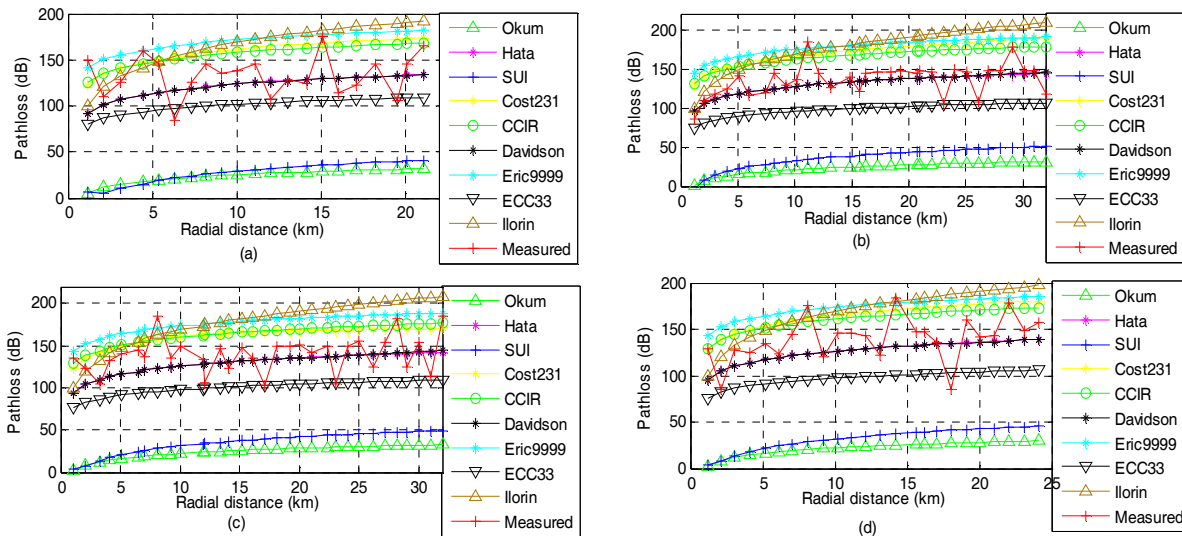 200
150
100
50
0
Pathloss (dB)
0 5 10 15 20
Radial distance (km)
(a)
Okum
Hata
SUI
Cost231
CCIR
Davidson
Eric9999
ECC33
Ilorin
Measured
200
150
100
50
0
Pathloss (dB)
0 5 10 15 20 25 30
Radial distance (km)
(b)
Okum
Hata
SUI
Cost231
CCIR
Davidson
Eric9999
ECC33
Ilorin
Measured
200
150
100
50
0
Pathloss (dB)
0 5 10 15 20 25 30
Radial distance (km)
(c)
Okum
Hata
SUI
Cost231
CCIR
Davidson
Eric9999
ECC33
Ilorin
Measured
200
150
100
50
0
Pathloss (dB)
0 5 10 15 20 25
Radial distance (km)
(d)
Okum
Hata
SUI
Cost231
CCIR
Davidson
Eric9999
ECC33
Ilorin
Measured